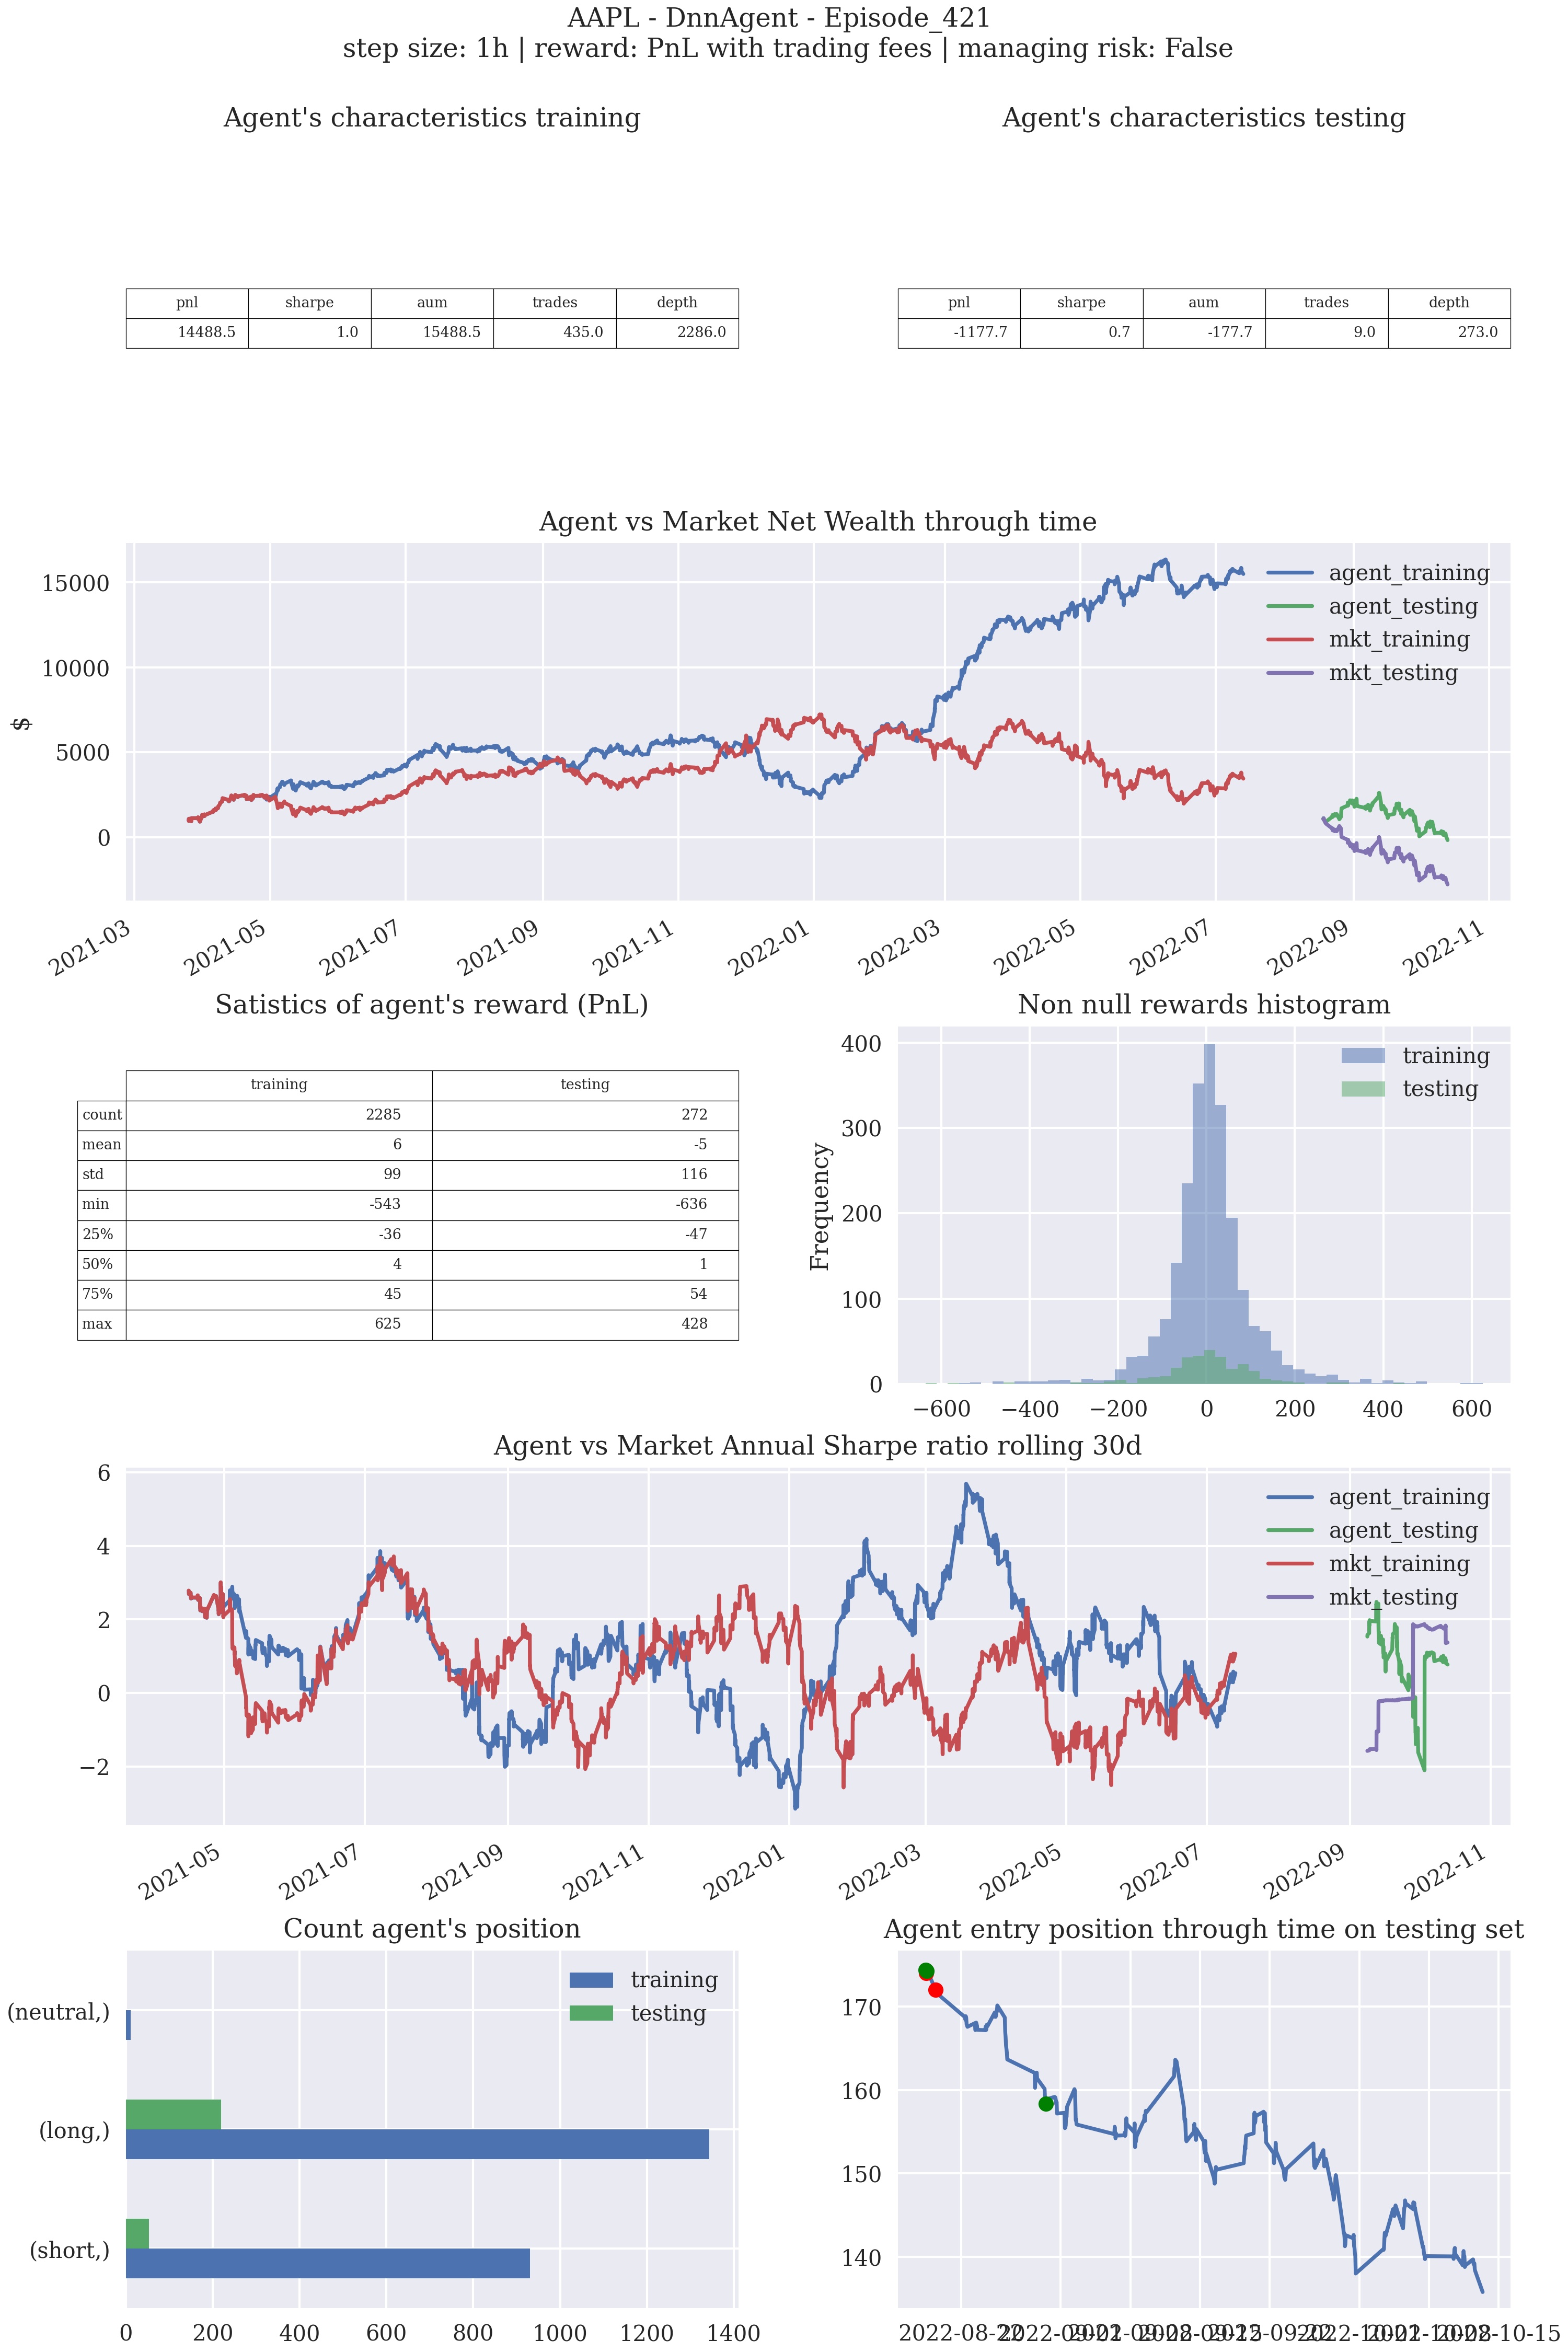 AAPL - DnnAgent - Episode_421
step size: 1h | reward: PnL with trading fees | managing risk: False
Agent's characteristics training
Agent's characteristics testing
pnl sharpe aum trades depth
14488.5 1.0 15488.5 435.0 2286.0
pnl sharpe aum trades depth
-1177.7 0.7 -177.7 9.0 273.0
Agent vs Market Net Wealth through time
$
15000
10000
5000
0
agent_training
agent_testing
mkt_training
mkt_testing
2021-03 2021-05 2021-07 2021-09 2021-11 2022-01 2022-03 2022-05 2022-07 2022-09 2022-11
Satistics of agent's reward (PnL)
training testing
count 2285 272
mean 6 -5
std 99 116
min -543 -636
25% -36 -47
50% 4 1
75% 45 54
max 625 428
Non null rewards histogram
Frequency
400
300
200
100
0
training
testing
−600 −400 −200 0 200 400 600
Agent vs Market Annual Sharpe ratio rolling 30d
6
4
2
0
−2
agent_training
agent_testing
mkt_training
mkt_testing
2021-05 2021-07 2021-09 2021-11 2022-01 2022-03 2022-05 2022-07 2022-09 2022-11
Count agent's position
training
testing
(neutral,)
(long,)
(short,)
0 200 400 600 800 1000 1200 1400
Agent entry position through time on testing set
170
160
150
140